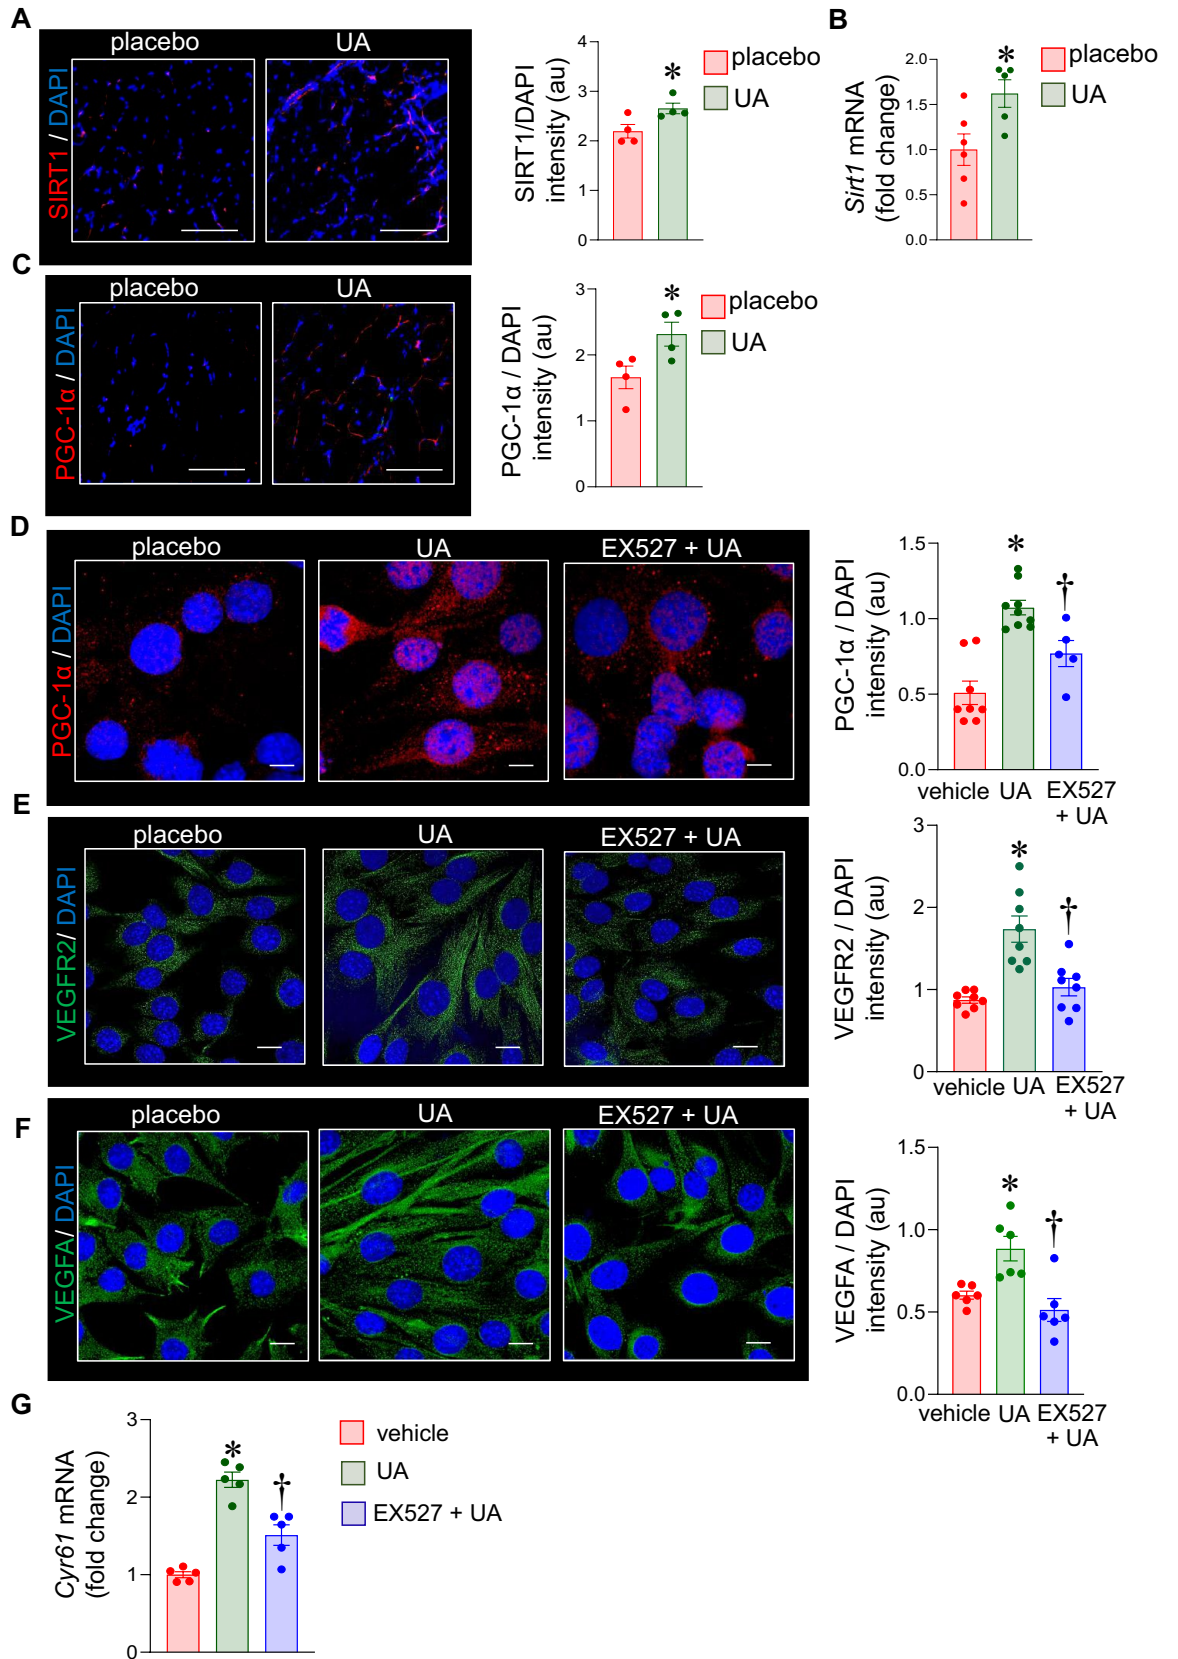 A
placebo
UA
SIRT1 / DAPI
SIRT1/DAPI
intensity (au)
4
3
2
1
0
*
placebo
UA
B
Sirt1 mRNA
(fold change)
2.0
1.5
1.0
0.5
0.0
*
placebo
UA
C
placebo
UA
PGC-1α / DAPI
PGC-1α / DAPI
intensity (au)
3
2
1
0
*
placebo
UA
D
placebo
UA
EX527 + UA
PGC-1α / DAPI
PGC-1α / DAPI
intensity (au)
1.5
1.0
0.5
0.0
*
†
vehicle UA EX527
+ UA
E
placebo
UA
EX527 + UA
VEGFR2/ DAPI
VEGFR2 / DAPI
intensity (au)
3
2
1
0
*
†
vehicle UA EX527
+ UA
F
placebo
UA
EX527 + UA
VEGFA/ DAPI
VEGFA / DAPI
intensity (au)
1.5
1.0
0.5
0.0
*
†
vehicle UA EX527
+ UA
G
Cyr61 mRNA
(fold change)
3
2
1
0
*
†
vehicle
UA
EX527 + UA